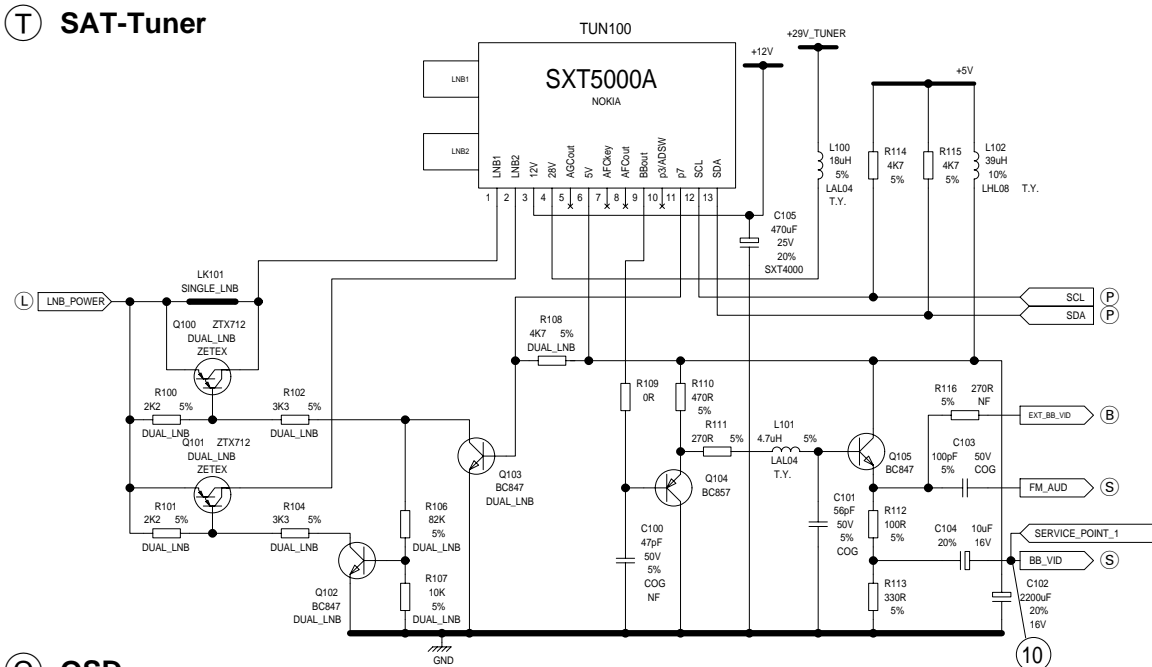 T SAT-Tuner
TUN100
+29V_TUNER
+12V
+5V
LNB1
SXT5000A
NOKIA
LNB2
LNB1
LNB2
12V
28V
AGCout
5V
AFCkey
AFCout
BBout
p3/ADSW
p7
SCL
SDA
1 2 3 4 5 6 7 8 9 10 11 12 13
L100
18uH
5%
LAL04
T.Y.
R114
4K7
5%
R115
4K7
5%
L102
39uH
10%
LHL08 T.Y.
C105
470uF
25V
20%
SXT4000
LK101
SINGLE_LNB
L LNB_POWER
SCL P
SDA P
Q100 ZTX712
DUAL_LNB
ZETEX
R108
4K7 5%
DUAL_LNB
R100
2K2 5%
DUAL_LNB
R102
3K3 5%
DUAL_LNB
Q101 ZTX712
DUAL_LNB
ZETEX
R101
2K2 5%
DUAL_LNB
R104
3K3 5%
DUAL_LNB
Q103
BC847
DUAL_LNB
R106
82K
5%
DUAL_LNB
R107
10K
5%
DUAL_LNB
Q102
BC847
DUAL_LNB
R109
0R
R110
470R
5%
R111
270R 5%
L101
4.7uH 5%
LAL04
T.Y.
Q104
BC857
C100
47pF
50V
5%
COG
NF
Q105
BC847
C101
56pF
50V
5%
COG
R116 270R
5% NF
EXT_BB_VID B
C103
100pF 50V
5% COG
FM_AUD S
R112
100R
5%
C104 10uF
20% 16V
SERVICE_POINT_1
BB_VID S
R113
330R
5%
C102
2200uF
20%
16V
GND
10
OSD